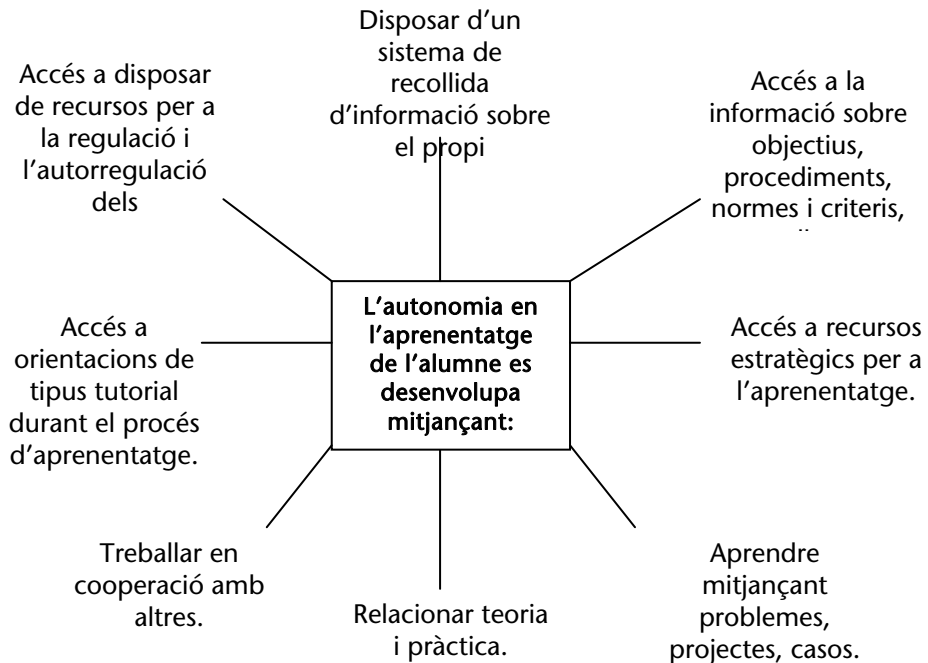 Disposar d'un
sistema de
recollida
d'informació sobre
el propi
Accés a disposar
de recursos per a
la regulació i
l'autorregulació
dels
Accés a la
informació sobre
objectius,
procediments,
normes i criteris,
L'autonomia en
l'aprenentatge
de l'alumne es
desenvolupa
mitjançant:
Accés a
orientacions de
tipus tutorial
durant el procés
d'aprenentatge.
Accés a recursos
estratègics per a
l'aprenentatge.
Treballar en
cooperació amb
altres.
Relacionar teoria
i pràctica.
Aprendre
mitjançant
problemes,
projectes, casos.